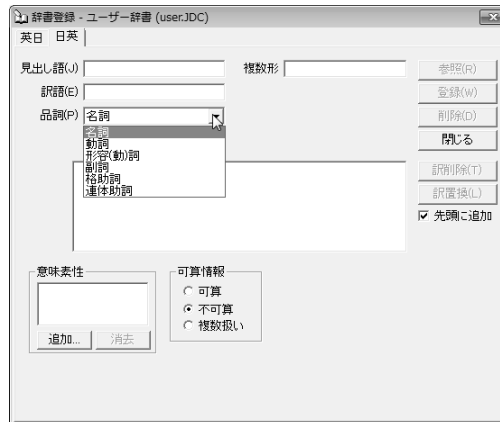 辞書登録 - ユーザー辞書 (user.JDC)
英日 日英
見出し語(J) 複数形 参照(R)
訳語(E) 登録(W)
品詞(P) 名詞 削除(D)
名詞 閉じる
動詞
形容(動)詞
副詞 訳削除(T)
格助詞
連体助詞 訳置換(L)
先頭に追加
意味素性 可算情報
可算
不可算
複数扱い
追加... 消去